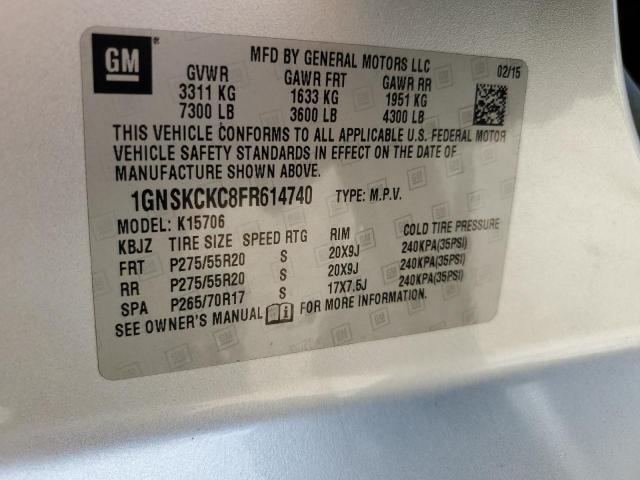 GM
MFD BY GENERAL MOTORS LLC
GVWR GAWR FRT GAWR RR 02/15
3311 KG 1633 KG 1951 KG
7300 LB 3600 LB 4300 LB
THIS VEHICLE CONFORMS TO ALL APPLICABLE U.S. FEDERAL MOTOR
VEHICLE SAFETY STANDARDS IN EFFECT ON THE DATE OF
MANUFACTURE SHOWN ABOVE.
1GNSKCKC8FR614740 TYPE: M.P.V.
MODEL: K15706
KBJZ TIRE SIZE SPEED RTG RIM COLD TIRE PRESSURE
FRT P275/55R20 S 20X9J 240KPA(35PSI)
RR P275/55R20 S 20X9J 240KPA(35PSI)
SPA P265/70R17 S 17X7.5J 240KPA(35PSI)
SEE OWNER'S MANUAL i FOR MORE INFORMATION.